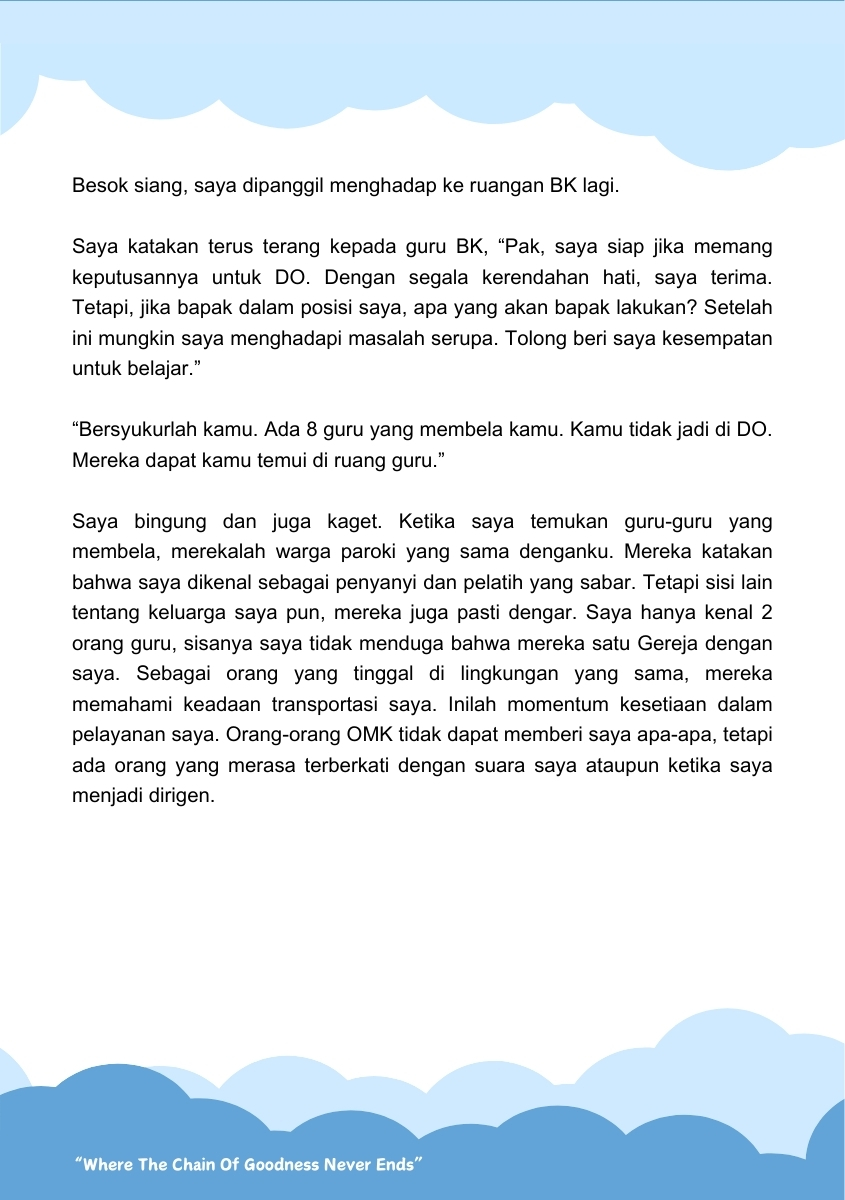 Besok siang, saya dipanggil menghadap ke ruangan BK lagi.
Saya katakan terus terang kepada guru BK, “Pak, saya siap jika memang
keputusannya untuk DO. Dengan segala kerendahan hati, saya terima.
Tetapi, jika bapak dalam posisi saya, apa yang akan bapak lakukan? Setelah
ini mungkin saya menghadapi masalah serupa. Tolong beri saya kesempatan
untuk belajar.”
“Bersyukurlah kamu. Ada 8 guru yang membela kamu. Kamu tidak jadi di DO.
Mereka dapat kamu temui di ruang guru.”
Saya bingung dan juga kaget. Ketika saya temukan guru-guru yang
membela, merekalah warga paroki yang sama denganku. Mereka katakan
bahwa saya dikenal sebagai penyanyi dan pelatih yang sabar. Tetapi sisi lain
tentang keluarga saya pun, mereka juga pasti dengar. Saya hanya kenal 2
orang guru, sisanya saya tidak menduga bahwa mereka satu Gereja dengan
saya. Sebagai orang yang tinggal di lingkungan yang sama, mereka
memahami keadaan transportasi saya. Inilah momentum kesetiaan dalam
pelayanan saya. Orang-orang OMK tidak dapat memberi saya apa-apa, tetapi
ada orang yang merasa terberkati dengan suara saya ataupun ketika saya
menjadi dirigen.
“Where The Chain Of Goodness Never Ends”